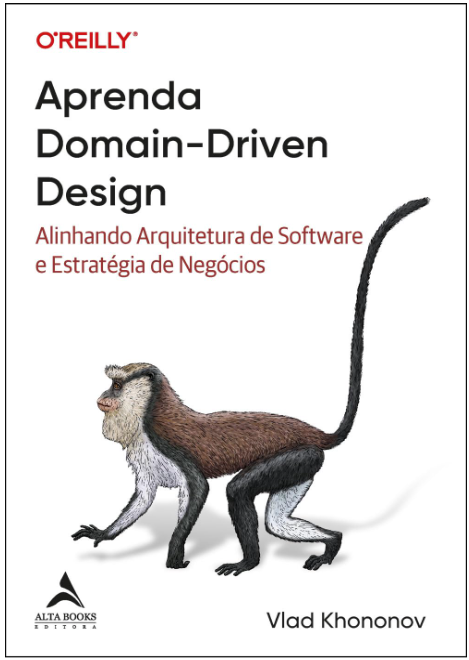 O'REILLY®
Aprenda
Domain-Driven
Design
Alinhando Arquitetura de Software
e Estratégia de Negócios
ALTA BOOKS
EDITORA
Vlad Khononov